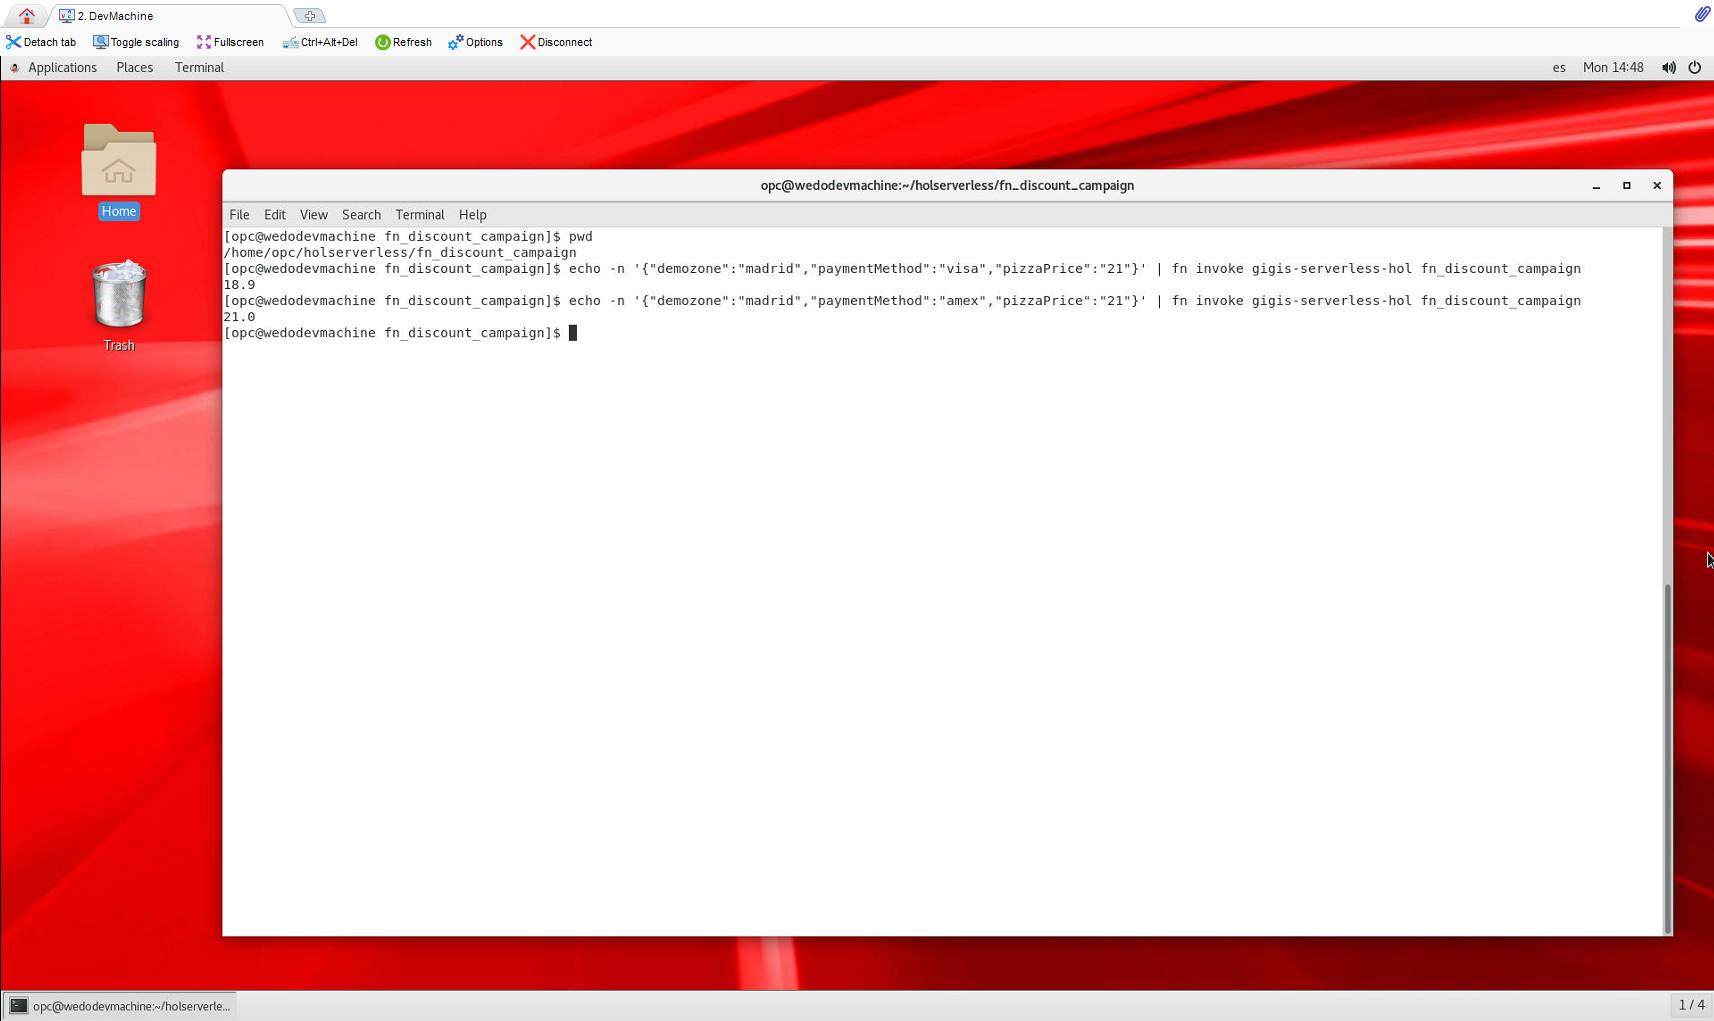 2. DevMachine
Detach tab Toggle scaling Fullscreen Ctrl+Alt+Del Refresh Options Disconnect
Applications Places Terminal es Mon 14:48
Home
Trash
opc@wedodevmachine:~/holserverless/fn_discount_campaign
File Edit View Search Terminal Help
[opc@wedodevmachine fn_discount_campaign]$ pwd
/home/opc/holserverless/fn_discount_campaign
[opc@wedodevmachine fn_discount_campaign]$ echo -n '{"demozone":"madrid","paymentMethod":"visa","pizzaPrice":"21"}' | fn invoke gigis-serverless-hol fn_discount_campaign
18.9
[opc@wedodevmachine fn_discount_campaign]$ echo -n '{"demozone":"madrid","paymentMethod":"amex","pizzaPrice":"21"}' | fn invoke gigis-serverless-hol fn_discount_campaign
21.0
[opc@wedodevmachine fn_discount_campaign]$
opc@wedodevmachine:~/holserverle...
1 / 4